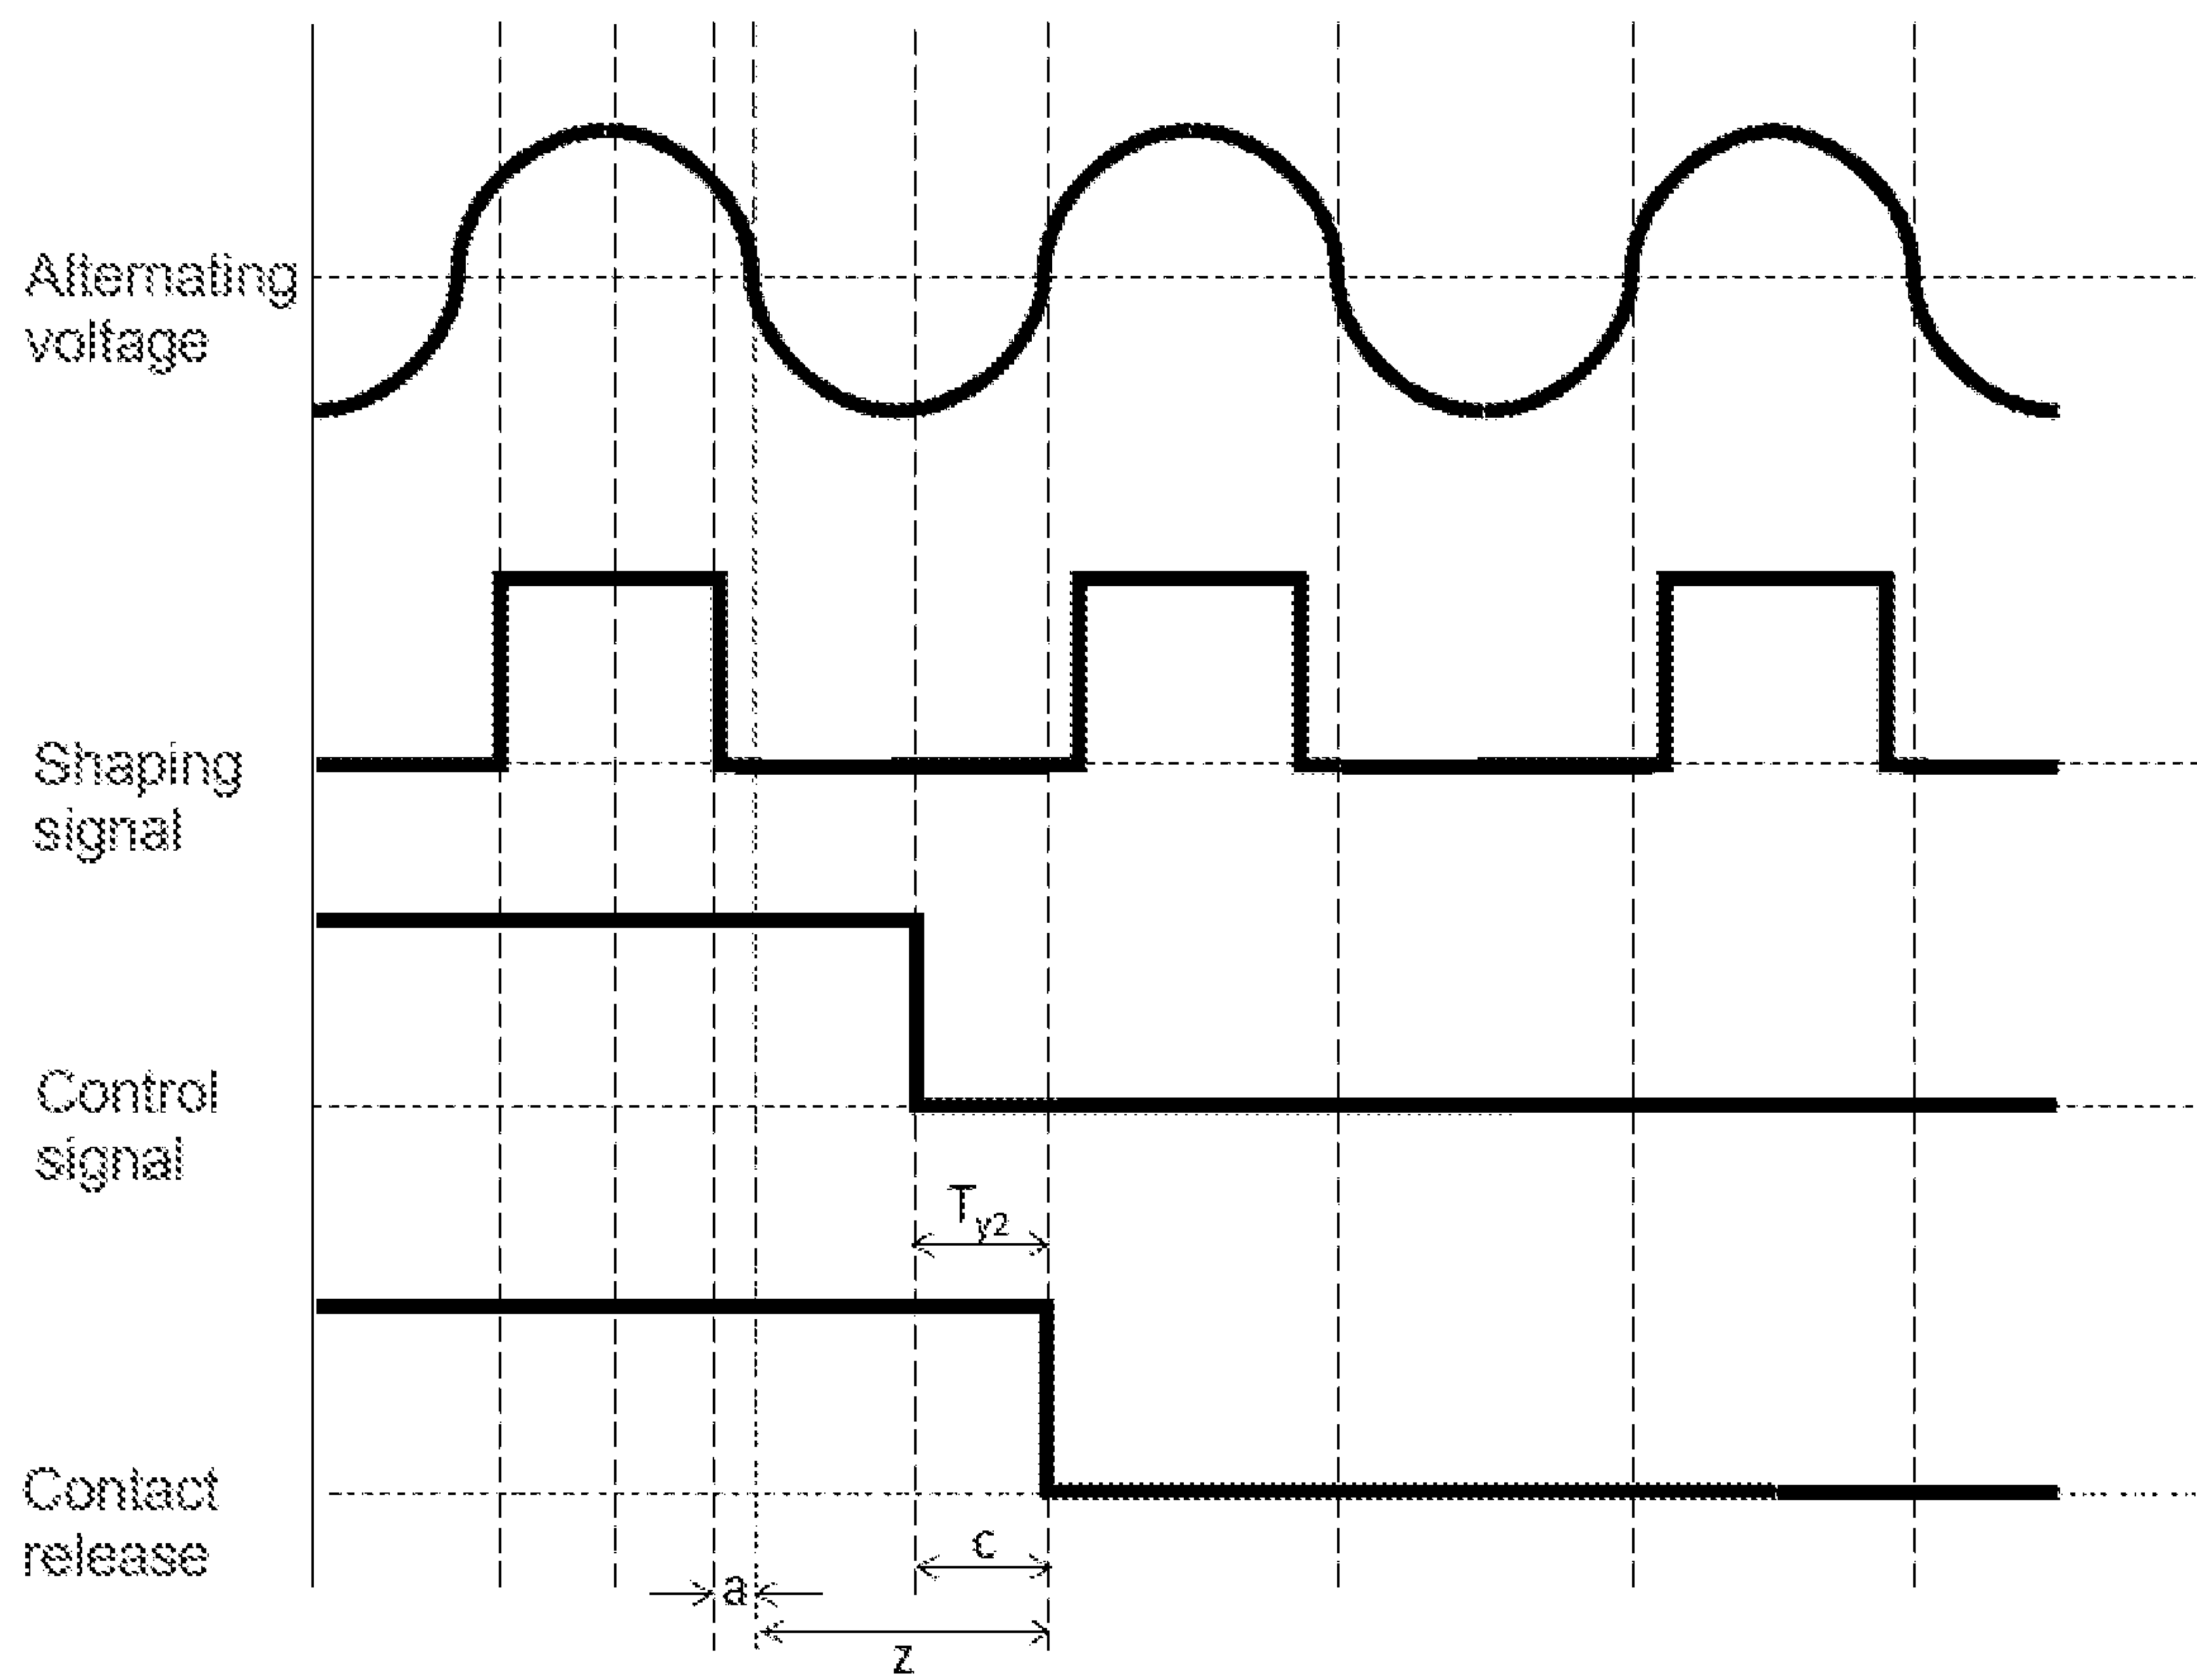 Alternating
voltage
Shaping
signal
Control
signal
Ty2
Contact
release
c
a
z